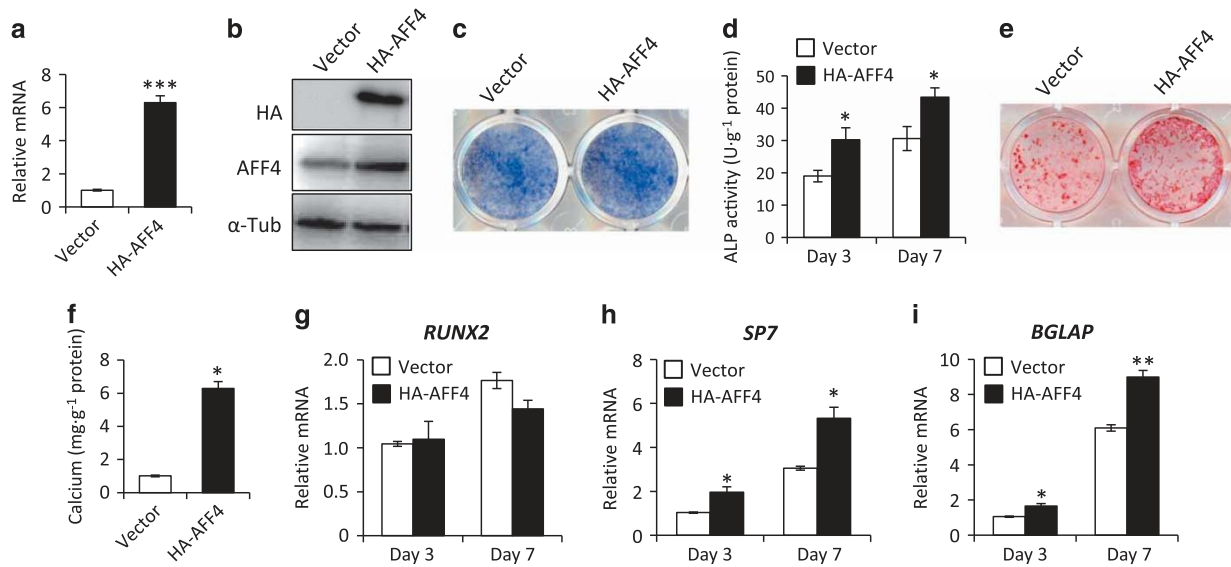 a
Relative mRNA
8
6
4
2
0
***
Vector
HA-AFF4
b
Vector
HA-AFF4
HA
AFF4
α-Tub
c
Vector
HA-AFF4
d
Vector
HA-AFF4
ALP activity (U·g⁻¹ protein)
50
40
30
20
10
0
*
*
Day 3
Day 7
e
Vector
HA-AFF4
f
Calcium (mg·g⁻¹ protein)
8
6
4
2
0
*
Vector
HA-AFF4
g
RUNX2
Vector
HA-AFF4
Relative mRNA
2.0
1.5
1.0
0.5
0
Day 3
Day 7
h
SP7
Vector
HA-AFF4
Relative mRNA
8
6
4
2
0
*
*
Day 3
Day 7
i
BGLAP
Vector
HA-AFF4
Relative mRNA
10
8
6
4
2
0
*
**
Day 3
Day 7